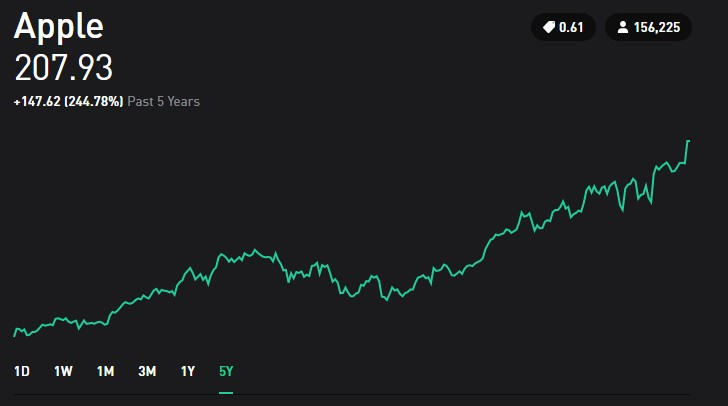 Apple
0.61
156,225
207.93
+147.62 (244.78%) Past 5 Years
1D 1W 1M 3M 1Y 5Y